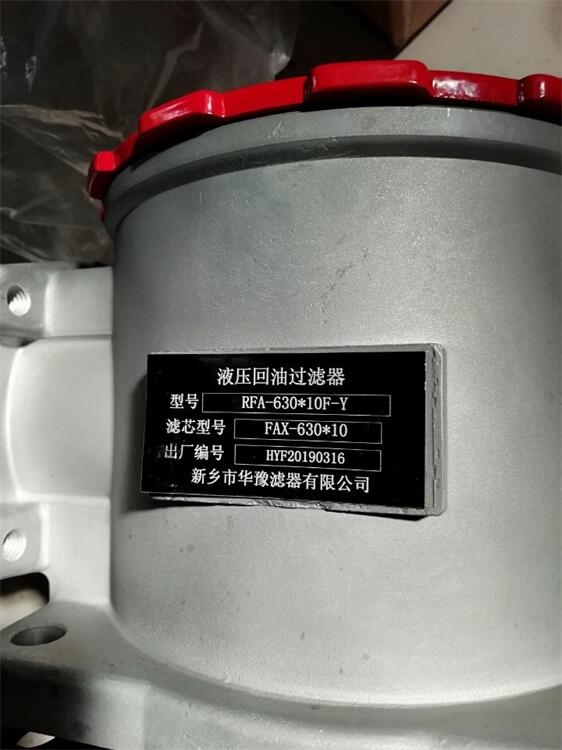 液压回油过滤器
型号 RFA-630*10F-Y
滤芯型号 FAX-630*10
出厂编号 HYF20190316
新乡市华豫滤器有限公司